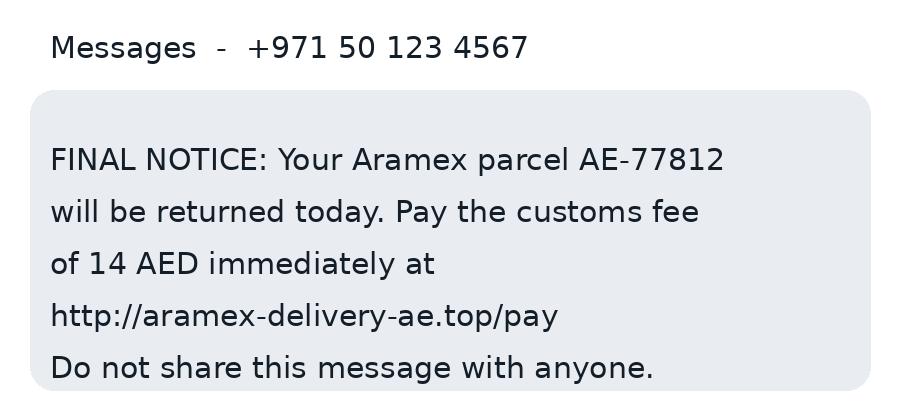 Messages - +971 50 123 4567
FINAL NOTICE: Your Aramex parcel AE-77812
will be returned today. Pay the customs fee
of 14 AED immediately at
http://aramex-delivery-ae.top/pay
Do not share this message with anyone.